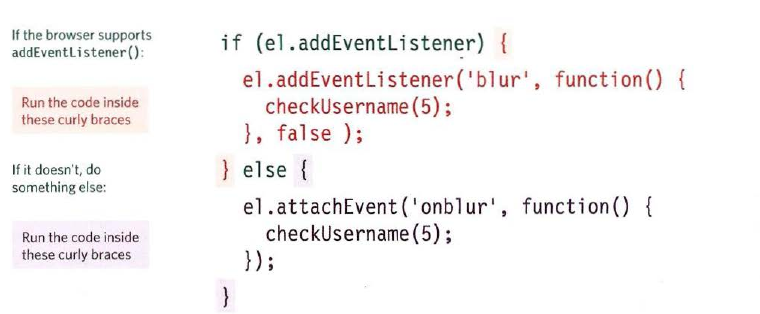 If the browser supports
addEventListener():
if (el.addEventListener) {
Run the code inside
these curly braces
el.addEventListener('blur', function() {
checkUsername(5);
}, false );
If it doesn't, do
something else:
} else {
Run the code inside
these curly braces
el.attachEvent('onblur', function() {
checkUsername(5);
});
}